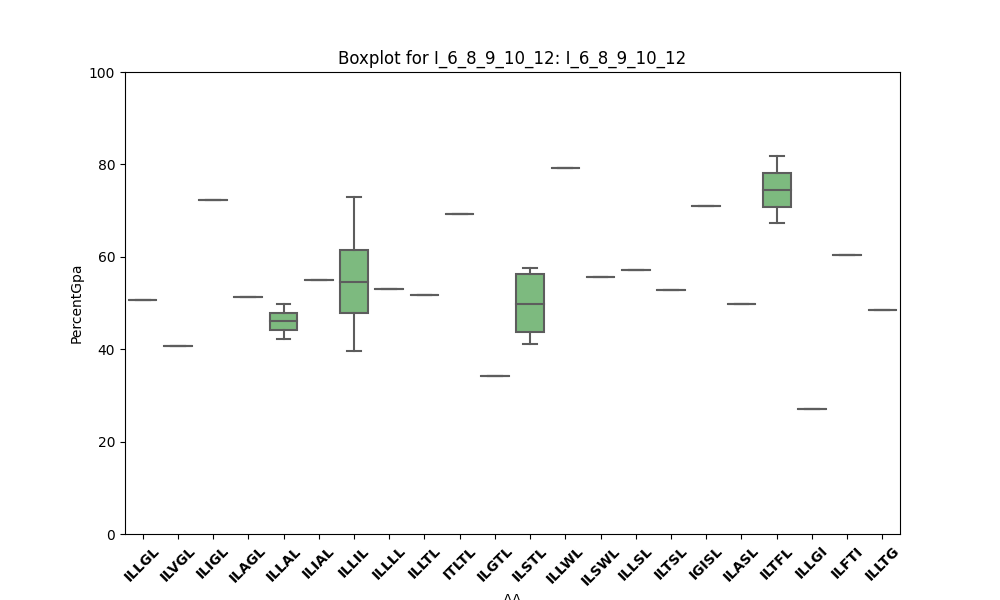 Boxplot for I_6_8_9_10_12: I_6_8_9_10_12
PercentGpa
100
80
60
40
20
0
ILLGL
ILVGL
ILIGL
ILAGL
ILLAL
ILIAL
ILLIL
ILLLL
ILLTL
ITLTL
ILGTL
ILSTL
ILLWL
ILSWL
ILLSL
ILTSL
IGISL
ILASL
ILTFL
ILLGI
ILFTI
ILLTG
AA